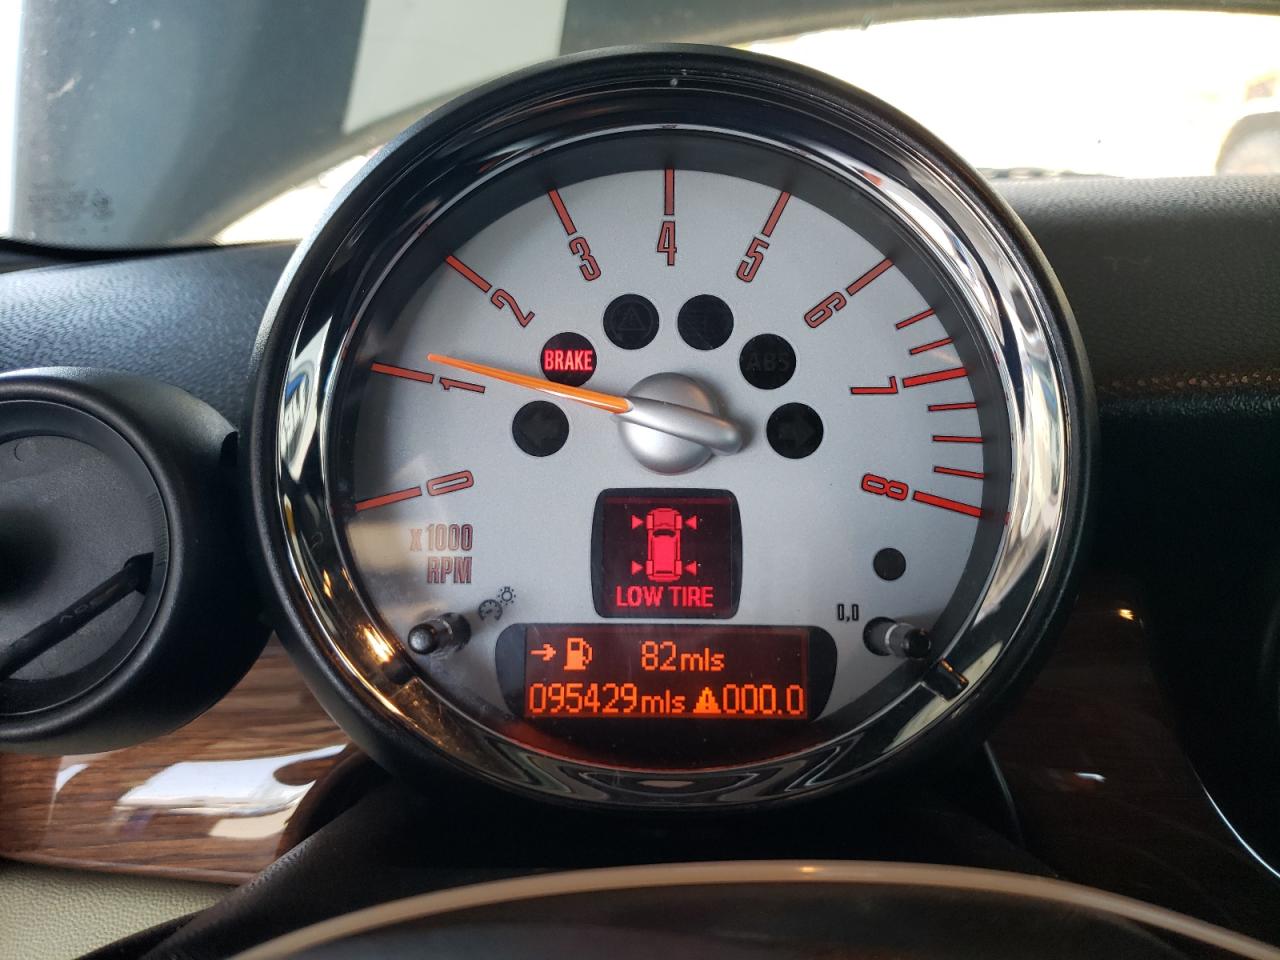 4
3
5
2
6
BRAKE
ABS
1
7
0
8
x1000
RPM
LOW TIRE
0,0
→ 82mls
095429mls 000.0